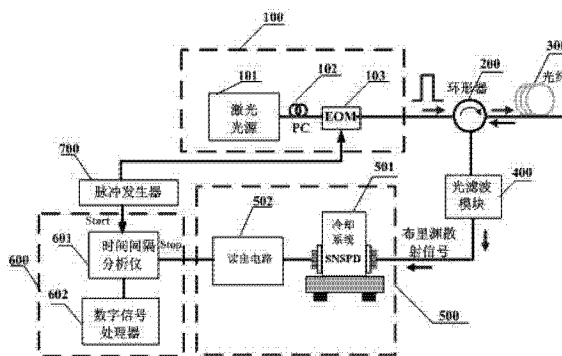 100
101
激光
光源
102
PC
103
EOM
200
环形器
300
光纤
700
脉冲发生器
Start
601
时间间隔
分析仪
Stop
600
602
数字信号
处理器
502
读出电路
501
冷却
系统
SNSPD
500
布里渊散
射信号
光滤波
模块
400